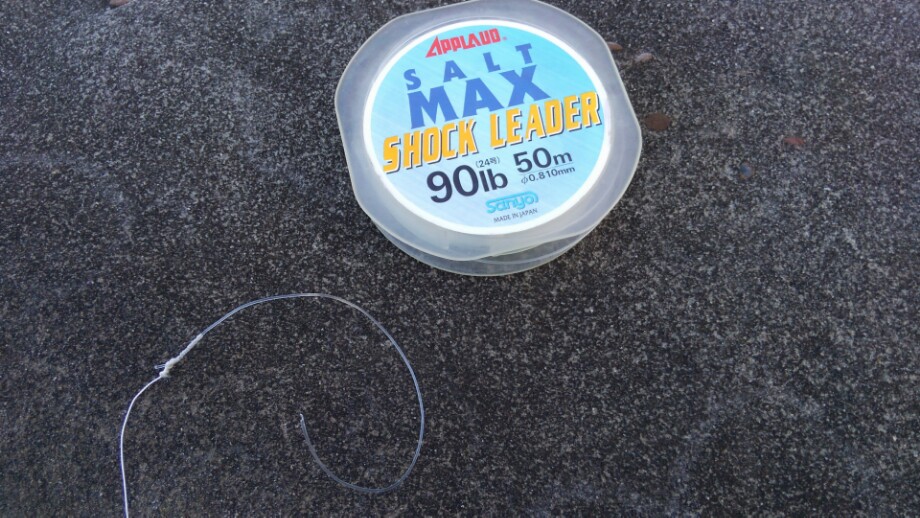 APPLAUD®
SALT
MAX
SHOCK LEADER
90lb (24号) 50m
φ0.810mm
Sanyo
MADE IN JAPAN